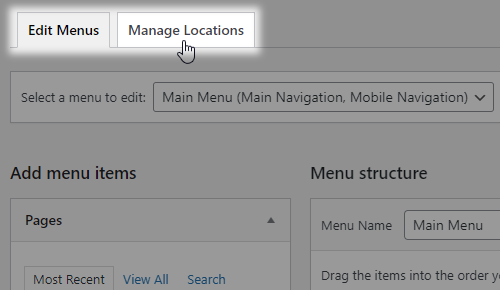 Edit Menus Manage Locations
Select a menu to edit: Main Menu (Main Navigation, Mobile Navigation)
Add menu items
Pages
Most Recent View All Search
Menu structure
Menu Name Main Menu
Drag the items into the order